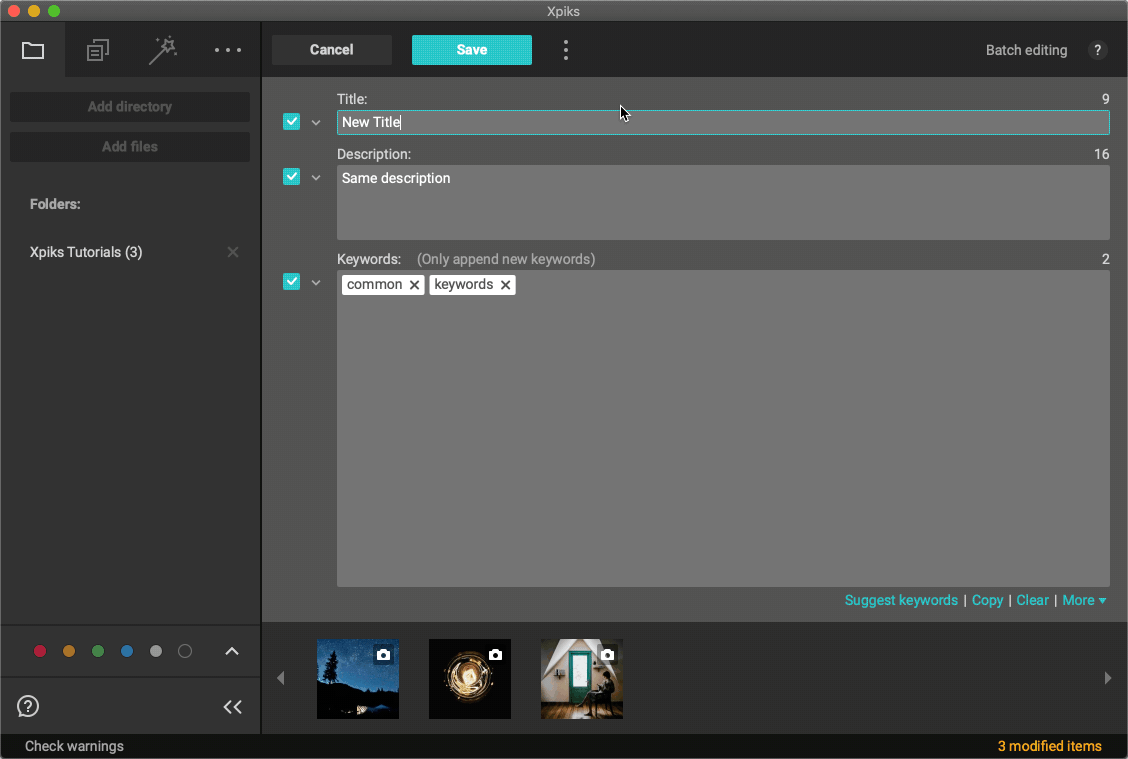 Xpiks
Cancel
Save
Batch editing
?
Add directory
Add files
Folders:
Xpiks Tutorials (3)
Title:
9
New Title
Description:
16
Same description
Keywords: (Only append new keywords)
2
common
keywords
Suggest keywords | Copy | Clear | More
?
Check warnings
3 modified items